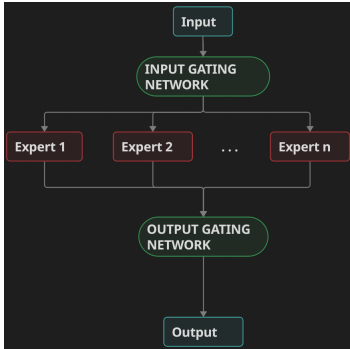 Input
INPUT GATING
NETWORK
Expert 1
Expert 2
...
Expert n
OUTPUT GATING
NETWORK
Output